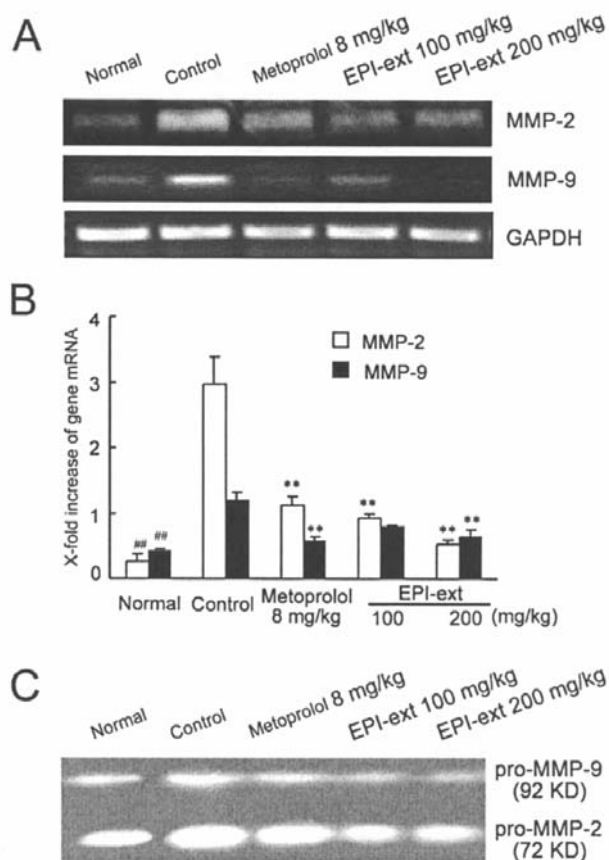 A
Normal
Control
Metoprolol 8 mg/kg
EPI-ext 100 mg/kg
EPI-ext 200 mg/kg
MMP-2
MMP-9
GAPDH
B
X-fold increase of gene mRNA
4
3
2
1
0
MMP-2
MMP-9
## ##
** **
**
** **
Normal
Control
Metoprolol
8 mg/kg
EPI-ext
100 200 (mg/kg)
C
Normal
Control
Metoprolol 8 mg/kg
EPI-ext 100 mg/kg
EPI-ext 200 mg/kg
pro-MMP-9
(92 KD)
pro-MMP-2
(72 KD)